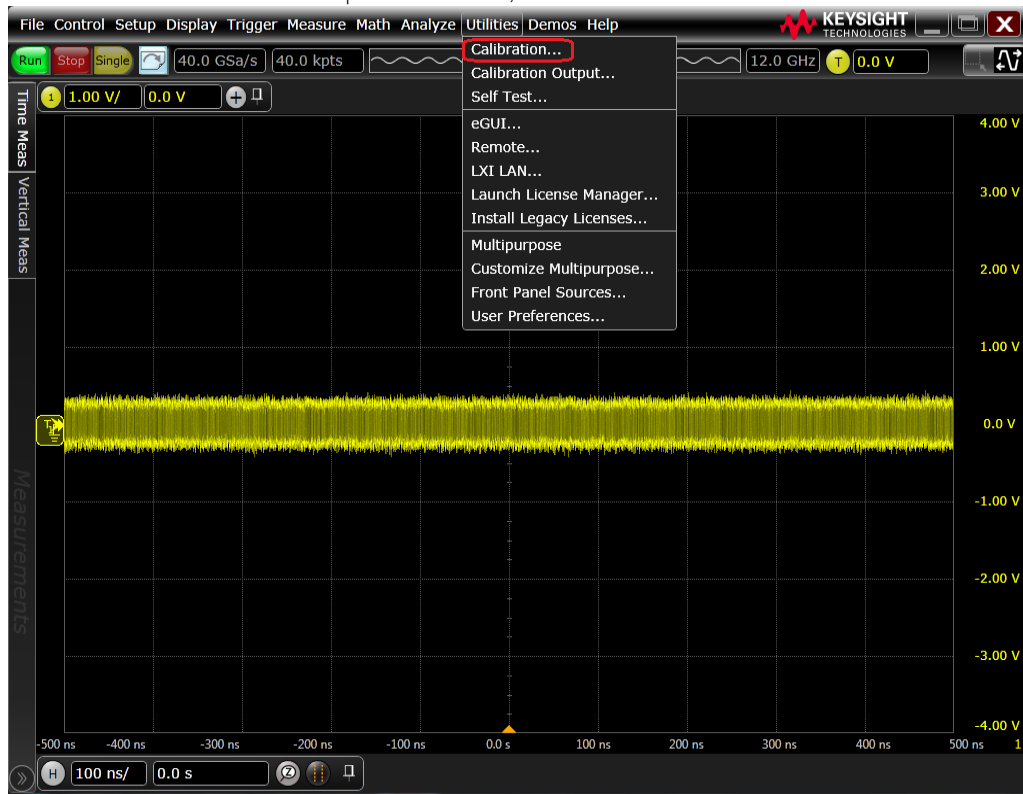 File Control Setup Display Trigger Measure Math Analyze Utilities Demos Help
KEYSIGHT
TECHNOLOGIES
X
Run Stop Single 40.0 GSa/s 40.0 kpts 12.0 GHz T 0.0 V
Calibration...
Calibration Output...
Self Test...
eGUI...
Remote...
LXI LAN...
Launch License Manager...
Install Legacy Licenses...
Multipurpose
Customize Multipurpose...
Front Panel Sources...
User Preferences...
1 1.00 V/ 0.0 V +
Time Meas
Vertical Meas
Measurements
4.00 V
3.00 V
2.00 V
1.00 V
0.0 V
-1.00 V
-2.00 V
-3.00 V
-4.00 V
T
-500 ns -400 ns -300 ns -200 ns -100 ns 0.0 s 100 ns 200 ns 300 ns 400 ns 500 ns 1
H 100 ns/ 0.0 s Z